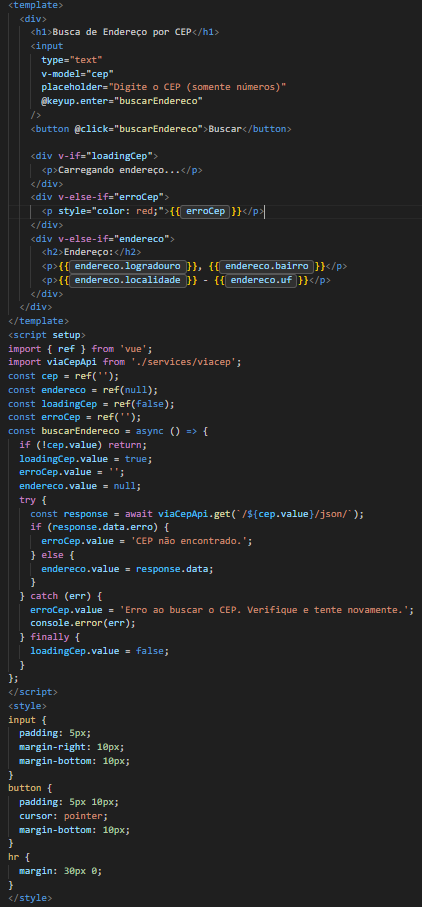 <template>
<div>
<h1>Busca de Endereço por CEP</h1>
<input
type="text"
v-model="cep"
placeholder="Digite o CEP (somente números)"
@keyup.enter="buscarEndereco"
/>
<button @click="buscarEndereco">Buscar</button>
<div v-if="loadingCep">
<p>Carregando endereço...</p>
</div>
<div v-else-if="erroCep">
<p style="color: red;">{{ erroCep }}</p>
</div>
<div v-else-if="endereco">
<h2>Endereço:</h2>
<p>{{ endereco.logradouro }}, {{ endereco.bairro }}</p>
<p>{{ endereco.localidade }} - {{ endereco.uf }}</p>
</div>
</div>
</template>
<script setup>
import { ref } from 'vue';
import viaCepApi from './services/viacep';
const cep = ref('');
const endereco = ref(null);
const loadingCep = ref(false);
const erroCep = ref('');
const buscarEndereco = async () => {
if (!cep.value) return;
loadingCep.value = true;
erroCep.value = '';
endereco.value = null;
try {
const response = await viaCepApi.get(`/${cep.value}/json/`);
if (response.data.erro) {
erroCep.value = 'CEP não encontrado.';
} else {
endereco.value = response.data;
}
} catch (err) {
erroCep.value = 'Erro ao buscar o CEP. Verifique e tente novamente.';
console.error(err);
} finally {
loadingCep.value = false;
}
};
</script>
<style>
input {
padding: 5px;
margin-right: 10px;
margin-bottom: 10px;
}
button {
padding: 5px 10px;
cursor: pointer;
margin-bottom: 10px;
}
hr {
margin: 30px 0;
}
</style>